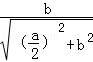 b
√((a/2)²+b²)